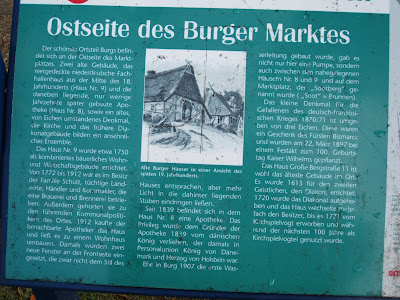 Ostseite des Burger Marktes
Der schönste Ortsteil Burgs befin-
det sich an der Ostseite des Markt-
platzes. Zwei alte Gebäude, das
reetgedeckte niederdeutsche Fach-
hallenhaus aus der Mitte des 18.
Jahrhunderts (Haus Nr. 9) und das
daneben liegende, nur wenige
Jahrzehnte später gebaute Apo-
theke (Haus Nr. 8), sowie ein altes,
von Eichen umstandenes Denkmal,
die Kirche und das frühere Dia-
konatgebäude bilden ein ansehnli-
ches Ensemble.
Das Haus Nr. 9 wurde etwa 1750
als kombiniertes bäuerliches Wohn-
und Wirtschaftsgebäude errichtet.
Von 1772 bis 1912 war es im Besitz
der Familie Schütt, tüchtige Land-
wirte, Händler und Kornmakler, die
eine Brauerei und Brennerei betrie-
ben. Außerdem gehörten sie zu
den führenden Kommunalpoliti-
kern des Ortes. 1912 kaufte der
benachbarte Apotheker das Haus
und ließ es zu einem Wohnhaus
umbauen. Damals wurden zwei
neue Fenster an der Frontseite ein-
gesetzt, die zwar nicht dem Stil des
Alte Burger Häuser in einer Ansicht des
späten 19. Jahrhunderts.
Hauses entsprachen, aber mehr
Licht in die dahinter liegenden
Stuben eindringen ließen.
Seit 1839 befindet sich in dem
Haus Nr. 8 eine Apotheke. Das
Privileg wurde dem Gründer der
Apotheke 1839 vom dänischen
König verliehen, der damals in
Personalunion König von Däne-
mark und Herzog von Holstein war.
Ehe in Burg 1907 die erste Was-
serleitung gebaut wurde, gab es
nicht nur hier eine Pumpe, sondern
auch zwischen den nahegelegenen
Häusern Nr. 8 und 9 und auf dem
Marktplatz, der „Sootberg" ge-
nannt wurde („Soot" = Brunnen).
Das kleine Denkmal für die
Gefallenen des deutsch-französi-
schen Krieges 1870/71 ist umge-
ben von drei Eichen. Diese waren
ein Geschenk des Fürsten Bismarck
und wurden am 22. März 1897 bei
einem Festakt zum 100. Geburts-
tag Kaiser Wilhelms gepflanzt.
Das Haus Große Bergstraße 11 ist
wohl das älteste Gebäude im Ort.
Es wurde 1613 für den zweiten
Geistlichen, den Diakon, errichtet.
1720 wurde das Diakonat aufgeho-
ben und das Haus wechselte mehr-
fach den Besitzer, bis es 1771 vom
Kirchspielvogt erworben und wäh-
rend der nächsten 100 Jahre als
Kirchspielvogtei genutzt wurde.